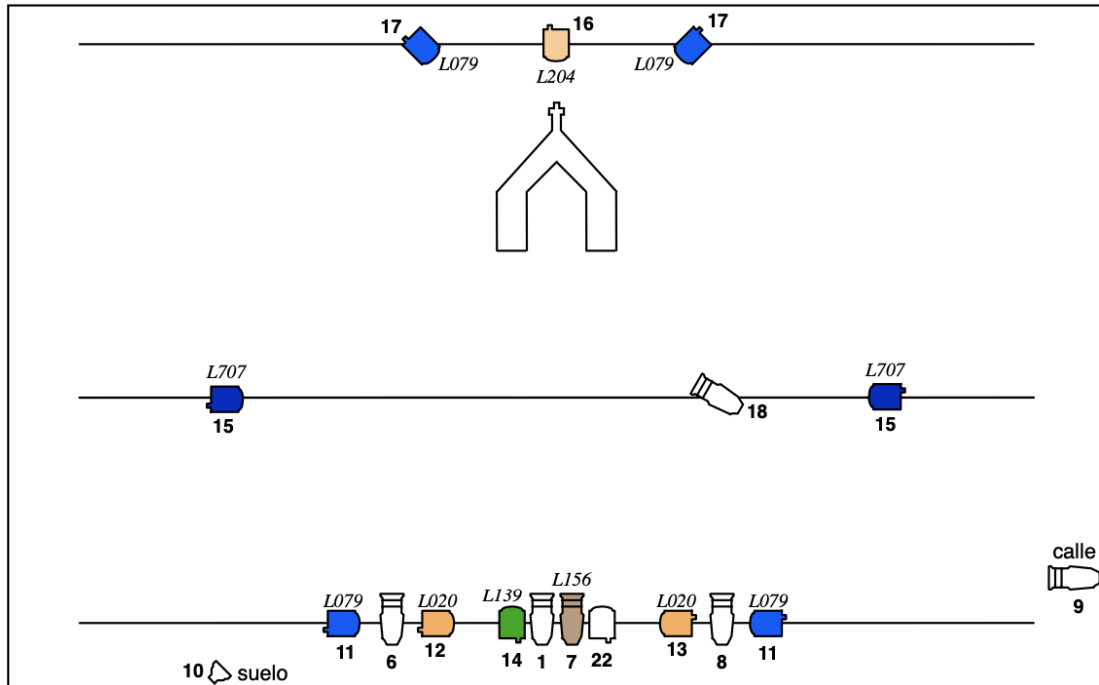 17 16 17
L079 L204 L079
L707 L707
15 18 15
calle
9
L079 L020 L139 L156 L020 L079
11 6 12 14 1 7 22 13 8 11
10 suelo